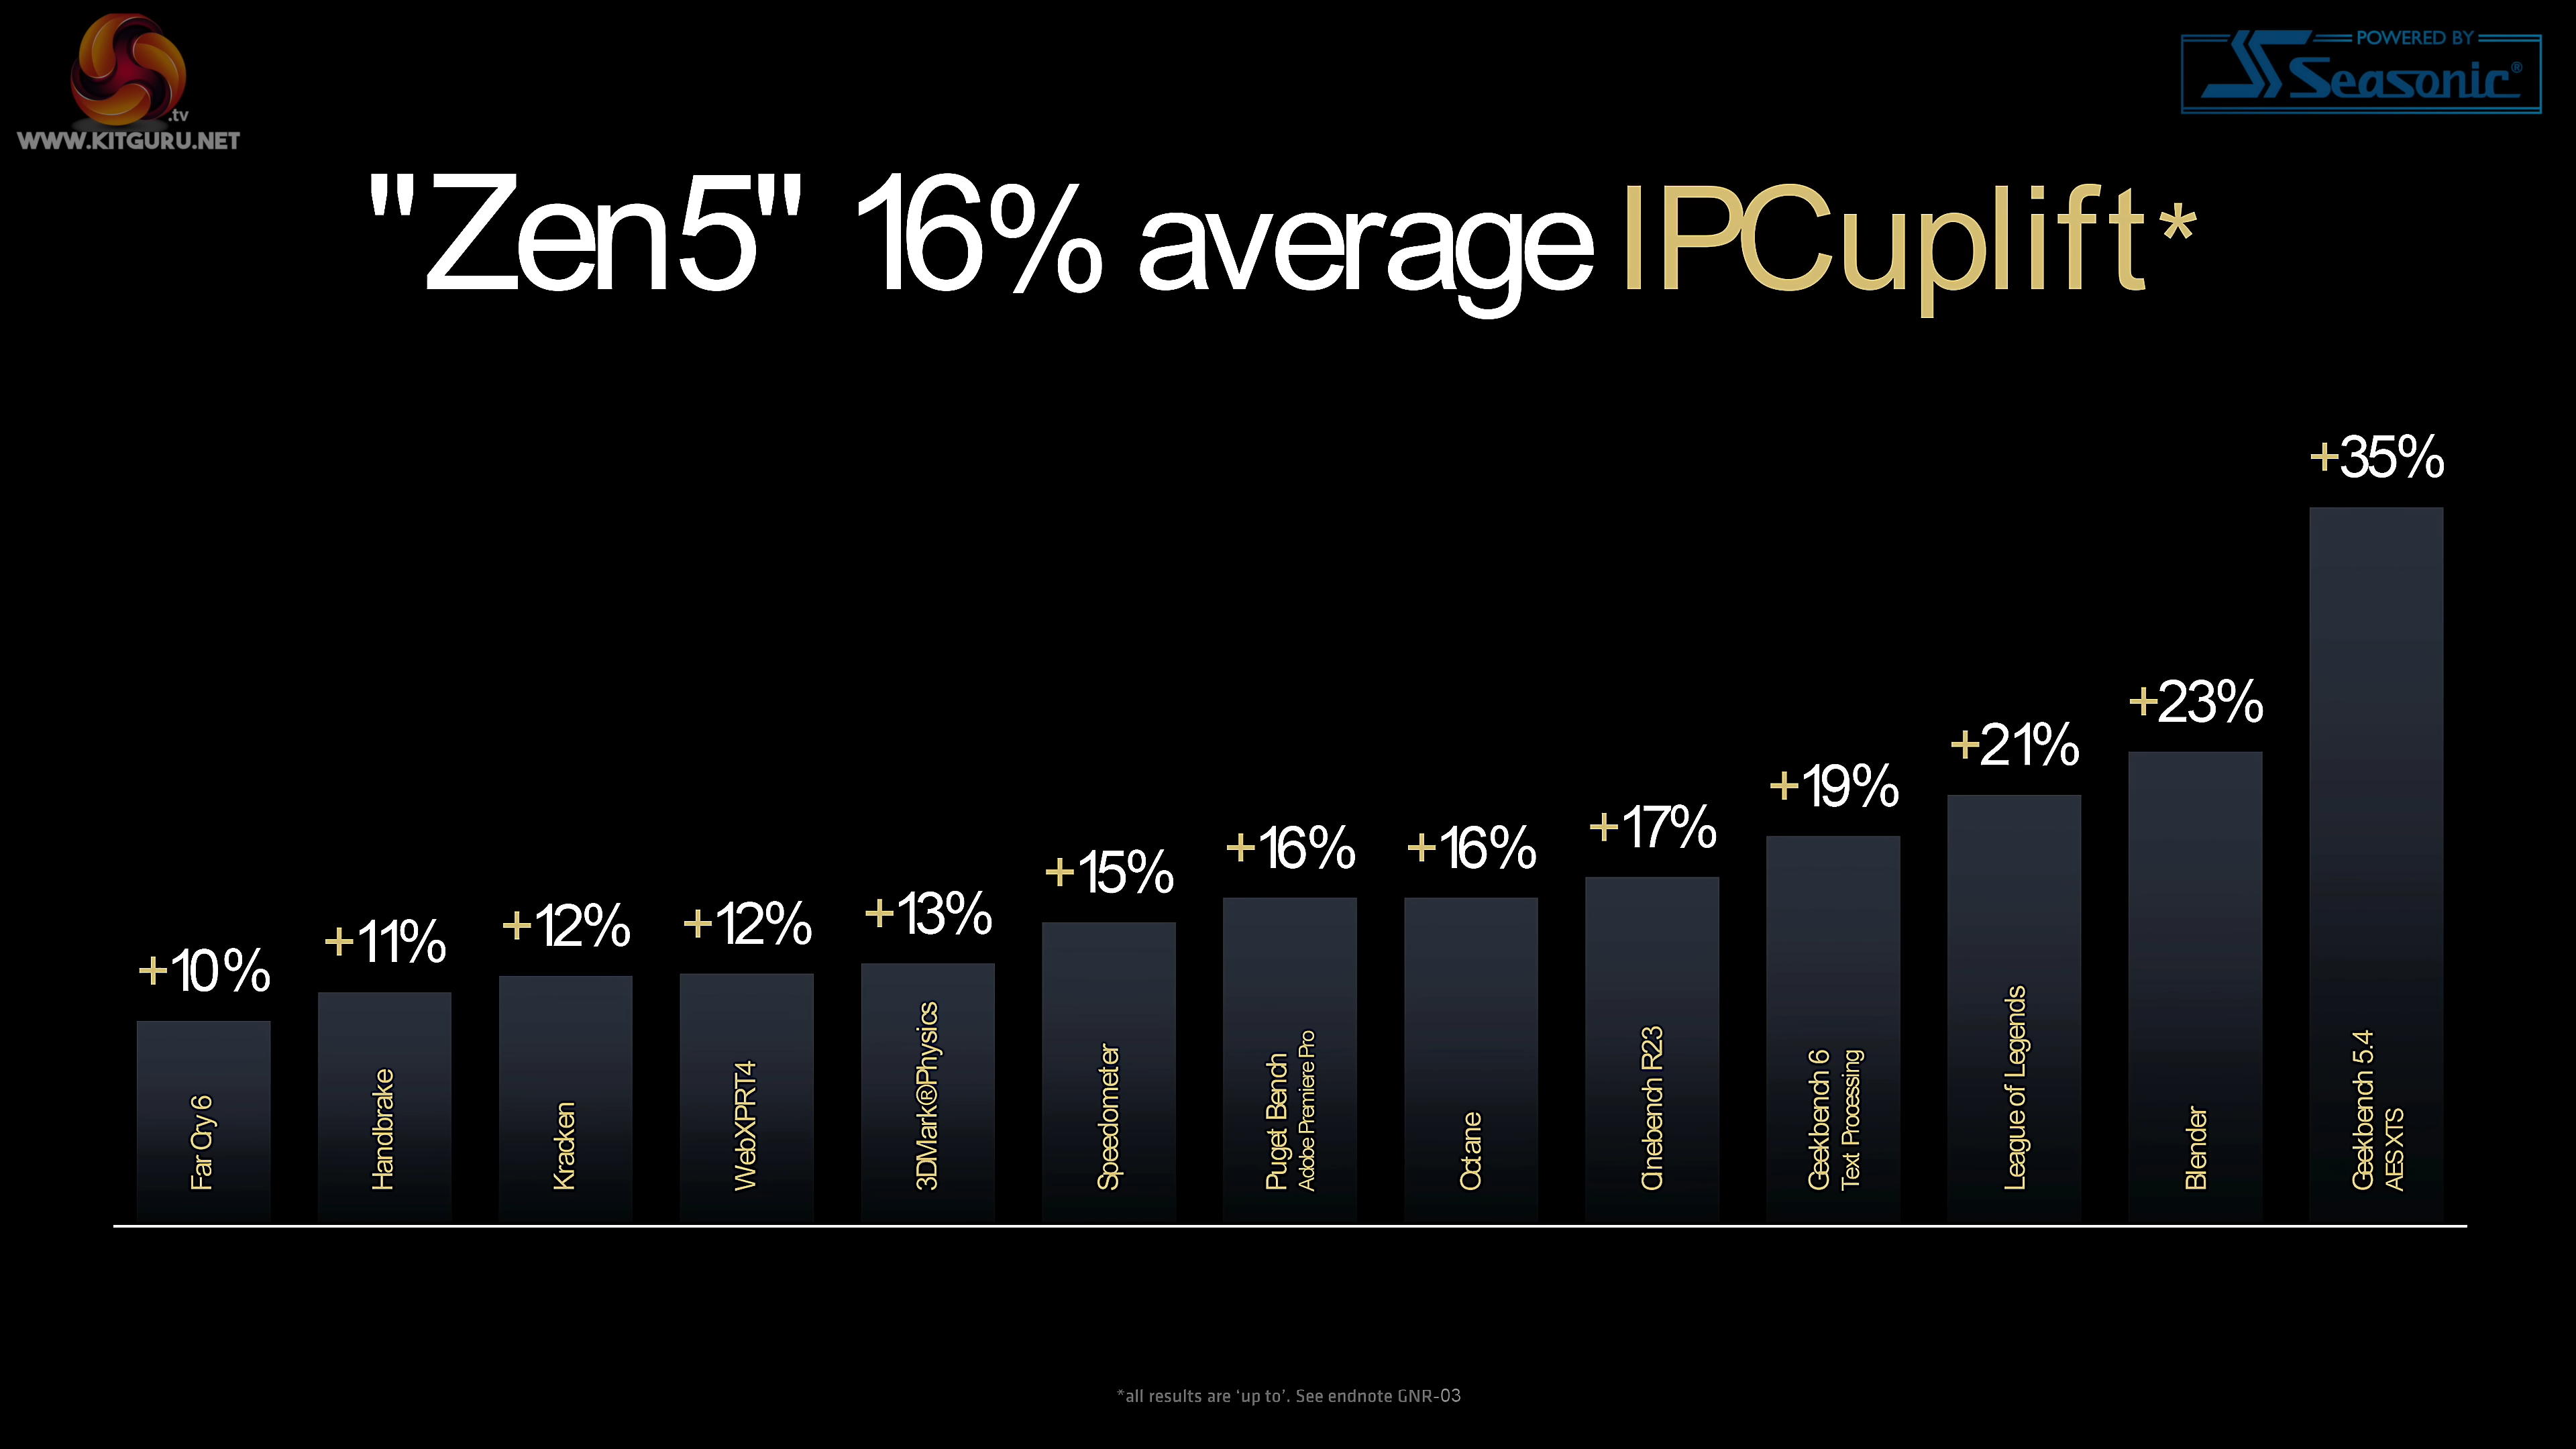 .tv
WWW.KITGURU.NET
POWERED BY
Seasonic®
"Zen5" 16% average IPC uplift*
+10%
+11%
+12%
+12%
+13%
+15%
+16%
+16%
+17%
+19%
+21%
+23%
+35%
Far Cry 6
Handbrake
Kracken
WebXPRT4
3DMark®Physics
Speedometer
Puget Bench
Adobe Premiere Pro
Octane
Cinebench R23
Geekbench 6
Text Processing
League of Legends
Blender
Geekbench 5.4
AES XTS
*all results are ‘up to’. See endnote GNR-03